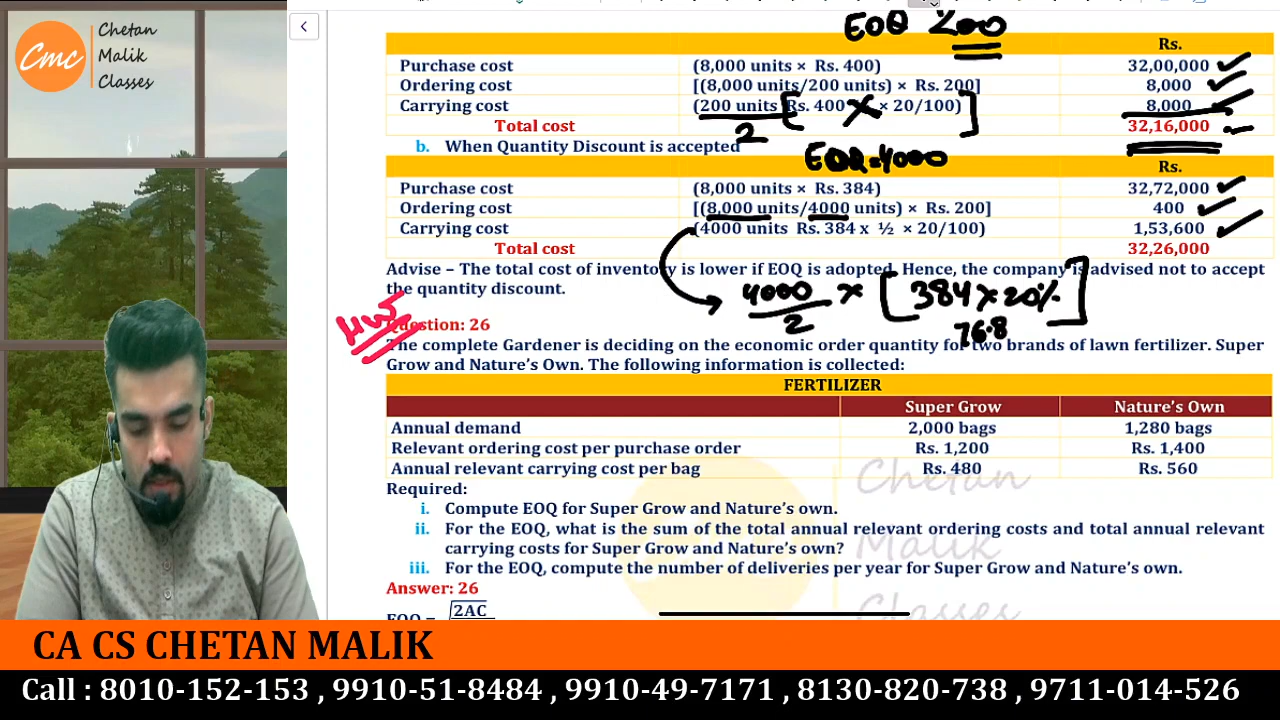 Cmc
Chetan
Malik
Classes
EOQ 200
Rs.
Purchase cost (8,000 units × Rs. 400) 32,00,000
Ordering cost [(8,000 units/200 units) × Rs. 200] 8,000
Carrying cost (200 units Rs. 400 × × 20/100) 8,000
2
Total cost 32,16,000
b. When Quantity Discount is accepted
EOQ=4000
Rs.
Purchase cost (8,000 units × Rs. 384) 32,72,000
Ordering cost [(8,000 units/4000 units) × Rs. 200] 400
Carrying cost (4000 units Rs. 384 x ½ × 20/100) 1,53,600
Total cost 32,26,000
Advise – The total cost of inventory is lower if EOQ is adopted. Hence, the company is advised not to accept
the quantity discount.
4000/2 × [384 × 20%]
76.8
HW
Question: 26
The complete Gardener is deciding on the economic order quantity for two brands of lawn fertilizer. Super
Grow and Nature's Own. The following information is collected:
FERTILIZER
Super Grow Nature's Own
Annual demand 2,000 bags 1,280 bags
Relevant ordering cost per purchase order Rs. 1,200 Rs. 1,400
Annual relevant carrying cost per bag Rs. 480 Rs. 560
Required:
i. Compute EOQ for Super Grow and Nature's own.
ii. For the EOQ, what is the sum of the total annual relevant ordering costs and total annual relevant
carrying costs for Super Grow and Nature's own?
iii. For the EOQ, compute the number of deliveries per year for Super Grow and Nature's own.
Answer: 26
EOQ = √2AC
Chetan
Malik
Classes
CA CS CHETAN MALIK
Call : 8010-152-153 , 9910-51-8484 , 9910-49-7171 , 8130-820-738 , 9711-014-526